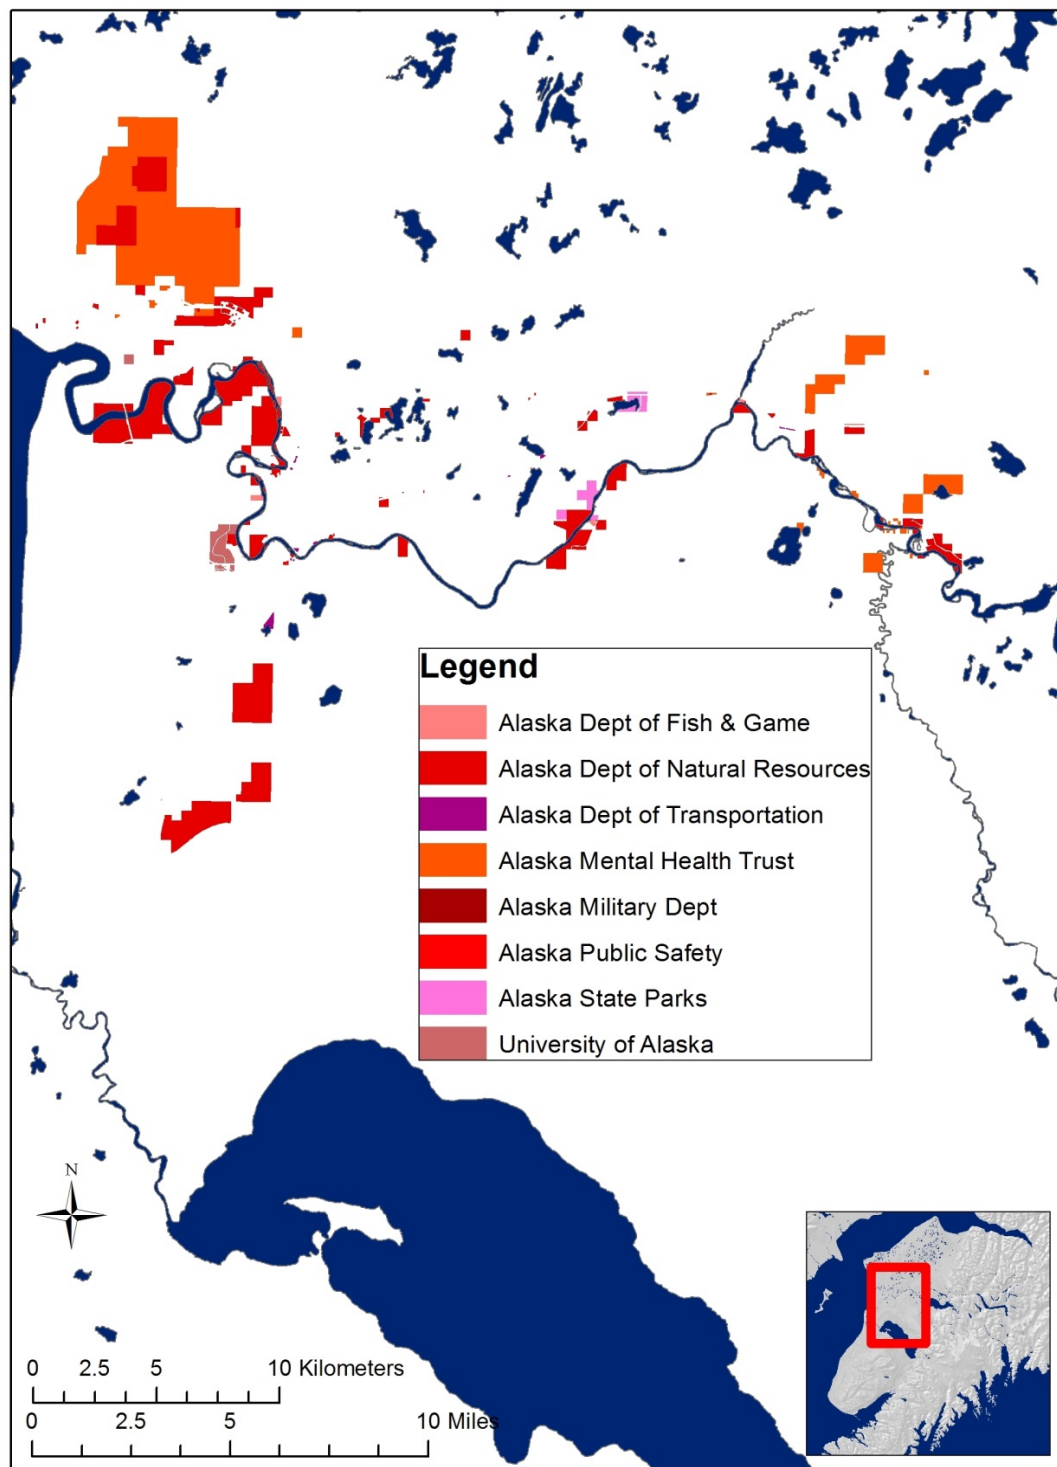 Legend
Alaska Dept of Fish & Game
Alaska Dept of Natural Resources
Alaska Dept of Transportation
Alaska Mental Health Trust
Alaska Military Dept
Alaska Public Safety
Alaska State Parks
University of Alaska
N
0 2.5 5 10 Kilometers
0 2.5 5 10 Miles